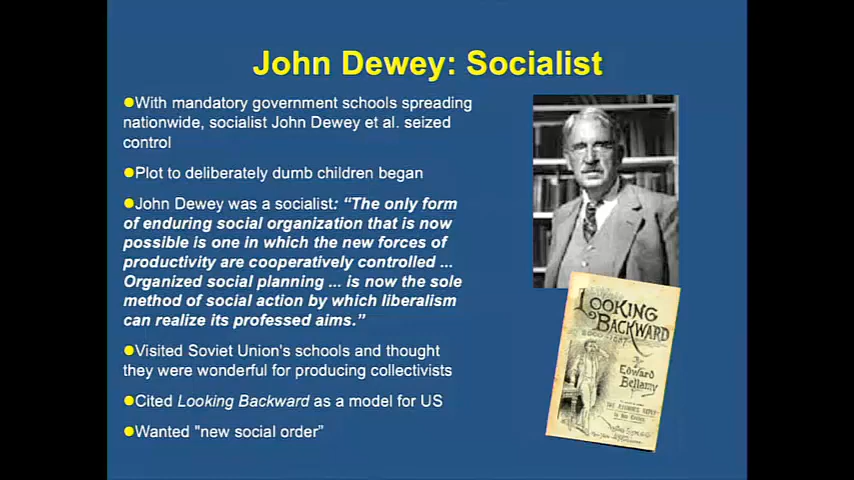 John Dewey: Socialist
●With mandatory government schools spreading
nationwide, socialist John Dewey et al. seized
control
●Plot to deliberately dumb children began
●John Dewey was a socialist: “The only form
of enduring social organization that is now
possible is one in which the new forces of
productivity are cooperatively controlled ...
Organized social planning ... is now the sole
method of social action by which liberalism
can realize its professed aims.”
●Visited Soviet Union's schools and thought
they were wonderful for producing collectivists
●Cited Looking Backward as a model for US
●Wanted "new social order”
LOOKING
BACKWARD
By
Edward
Bellamy